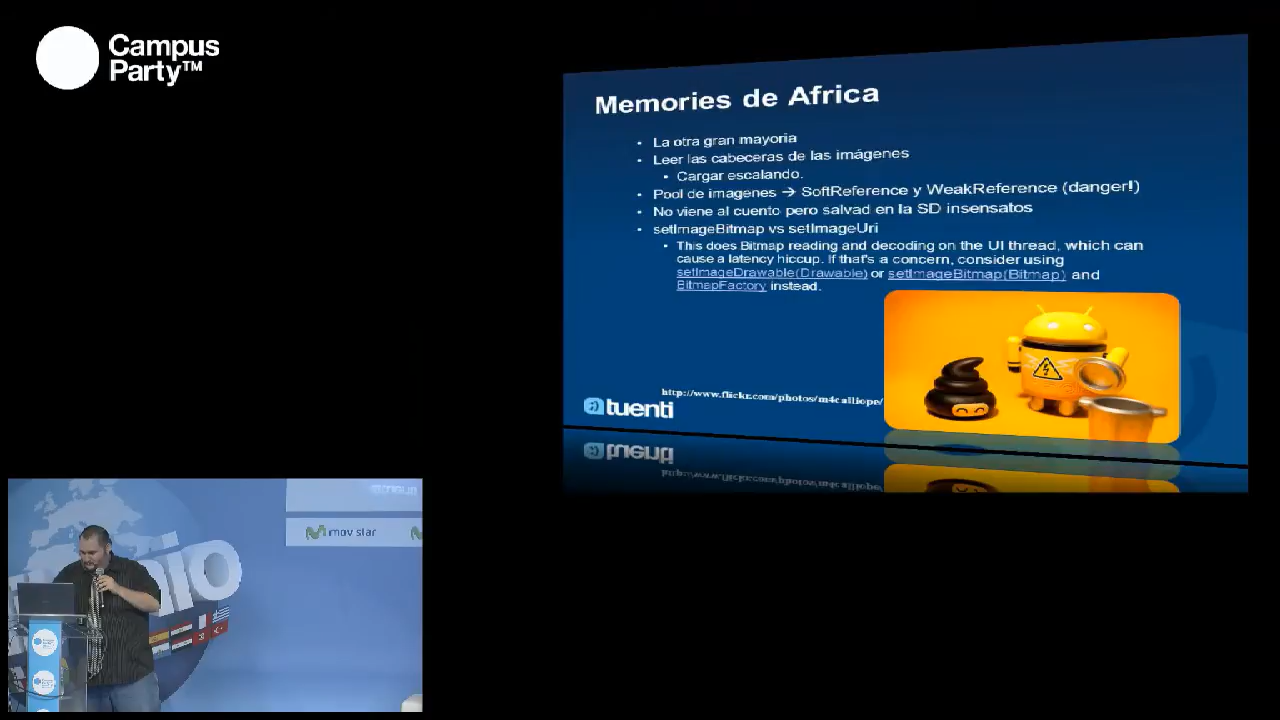 Campus
Party™
Memories de Africa
La otra gran mayoria
Leer las cabeceras de las imágenes
Cargar escalando.
Pool de imagenes → SoftReference y WeakReference (danger!)
No viene al cuento pero salvad en la SD insensatos
setImageBitmap vs setImageUri
This does Bitmap reading and decoding on the UI thread, which can
cause a latency hiccup. If that's a concern, consider using
setImageDrawable(Drawable) or setImageBitmap(Bitmap) and
BitmapFactory instead.
http://www.flickr.com/photos/m4calliope/
tuenti
movistar
nio